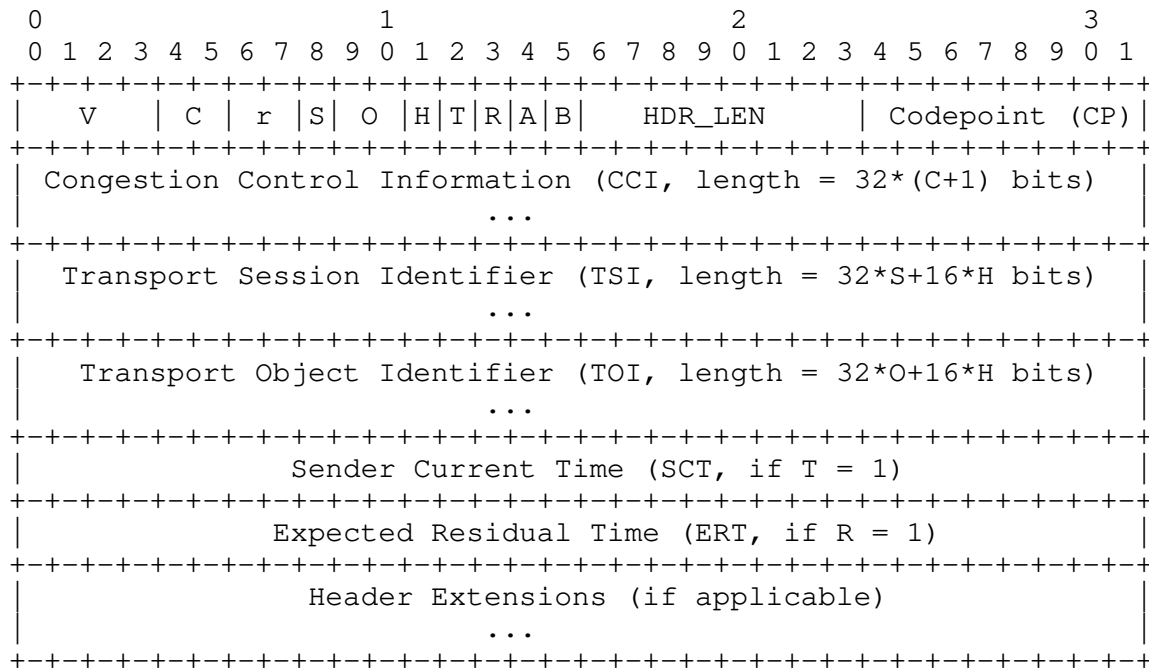 0                   1                   2                   3
 0 1 2 3 4 5 6 7 8 9 0 1 2 3 4 5 6 7 8 9 0 1 2 3 4 5 6 7 8 9 0 1
+-+-+-+-+-+-+-+-+-+-+-+-+-+-+-+-+-+-+-+-+-+-+-+-+-+-+-+-+-+-+-+-+
|   V   | C | r |S| O |H|T|R|A|B|   HDR_LEN     | Codepoint (CP)|
+-+-+-+-+-+-+-+-+-+-+-+-+-+-+-+-+-+-+-+-+-+-+-+-+-+-+-+-+-+-+-+-+
| Congestion Control Information (CCI, length = 32*(C+1) bits)  |
|                          ...                                  |
+-+-+-+-+-+-+-+-+-+-+-+-+-+-+-+-+-+-+-+-+-+-+-+-+-+-+-+-+-+-+-+-+
|  Transport Session Identifier (TSI, length = 32*S+16*H bits)  |
|                          ...                                  |
+-+-+-+-+-+-+-+-+-+-+-+-+-+-+-+-+-+-+-+-+-+-+-+-+-+-+-+-+-+-+-+-+
|   Transport Object Identifier (TOI, length = 32*O+16*H bits)  |
|                          ...                                  |
+-+-+-+-+-+-+-+-+-+-+-+-+-+-+-+-+-+-+-+-+-+-+-+-+-+-+-+-+-+-+-+-+
|               Sender Current Time (SCT, if T = 1)             |
+-+-+-+-+-+-+-+-+-+-+-+-+-+-+-+-+-+-+-+-+-+-+-+-+-+-+-+-+-+-+-+-+
|              Expected Residual Time (ERT, if R = 1)           |
+-+-+-+-+-+-+-+-+-+-+-+-+-+-+-+-+-+-+-+-+-+-+-+-+-+-+-+-+-+-+-+-+
|                Header Extensions (if applicable)              |
|                          ...                                  |
+-+-+-+-+-+-+-+-+-+-+-+-+-+-+-+-+-+-+-+-+-+-+-+-+-+-+-+-+-+-+-+-+